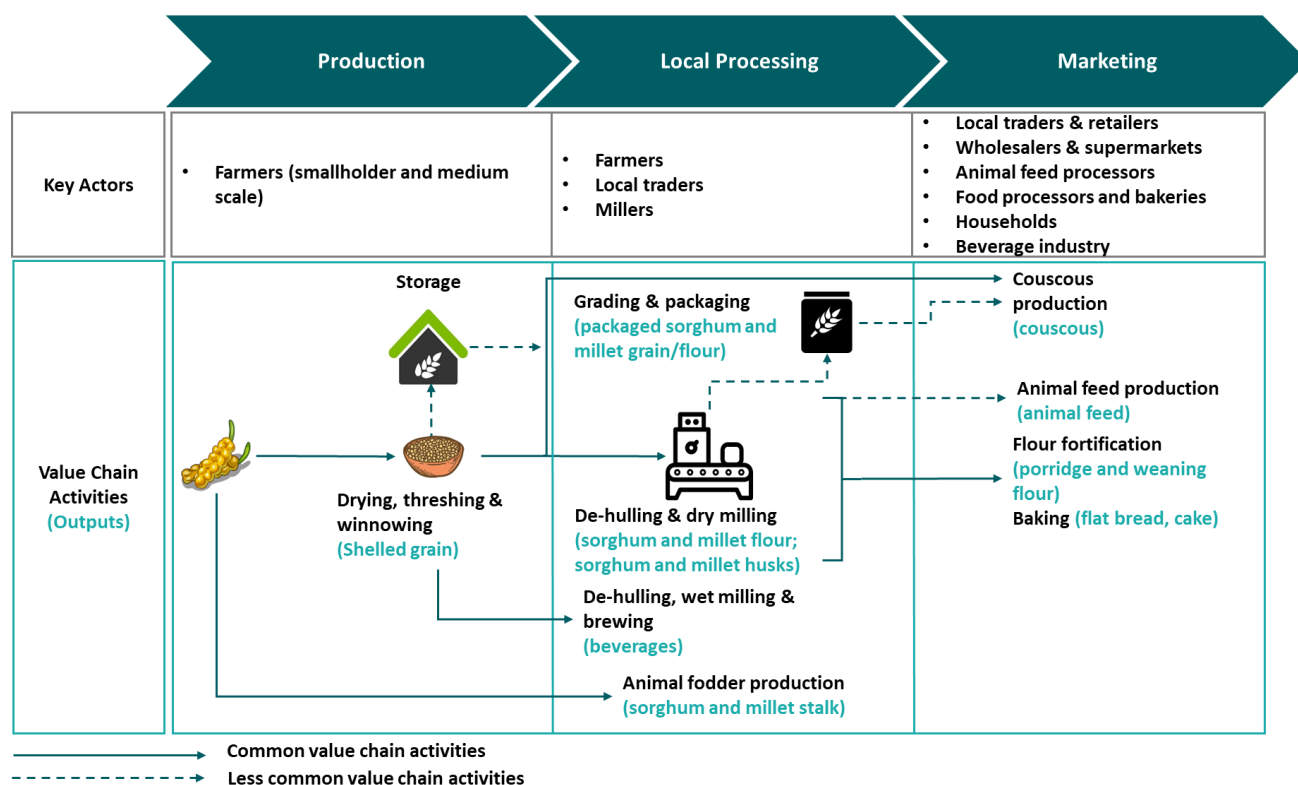 Production
Local Processing
Marketing
Key Actors
• Farmers (smallholder and medium
scale)
• Farmers
• Local traders
• Millers
• Local traders & retailers
• Wholesalers & supermarkets
• Animal feed processors
• Food processors and bakeries
• Households
• Beverage industry
Value Chain
Activities
(Outputs)
Storage
Drying, threshing &
winnowing
(Shelled grain)
Grading & packaging
(packaged sorghum and
millet grain/flour)
De-hulling & dry milling
(sorghum and millet flour;
sorghum and millet husks)
De-hulling, wet milling &
brewing
(beverages)
Animal fodder production
(sorghum and millet stalk)
Couscous
production
(couscous)
Animal feed production
(animal feed)
Flour fortification
(porridge and weaning
flour)
Baking (flat bread, cake)
Common value chain activities
Less common value chain activities